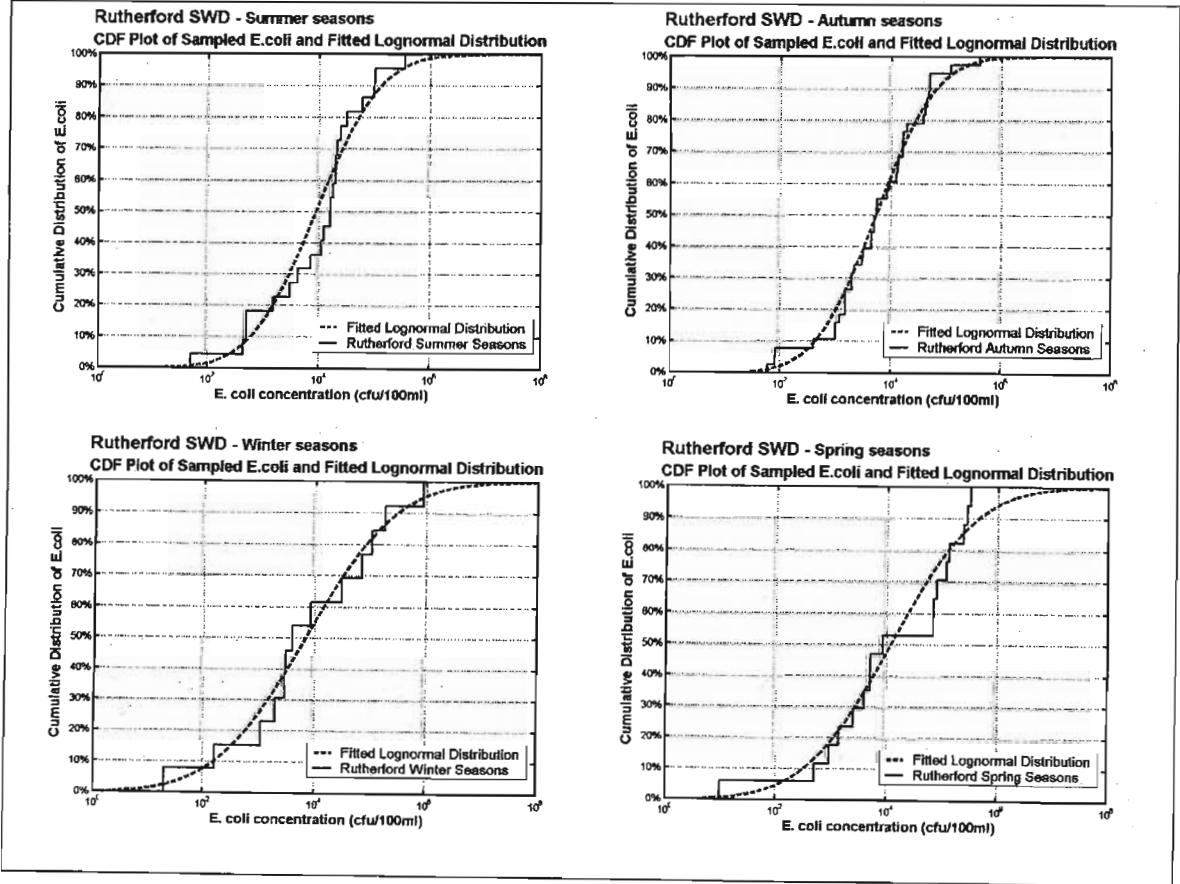 Rutherford SWD - Summer seasons
CDF Plot of Sampled E.coli and Fitted Lognormal Distribution
100%
90%
80%
70%
60%
50%
40%
30%
20%
10%
0%
Cumulative Distribution of E.coli
Fitted Lognormal Distribution
Rutherford Summer Seasons
10⁴
E. coli concentration (cfu/100ml)
Rutherford SWD - Autumn seasons
CDF Plot of Sampled E.coli and Fitted Lognormal Distribution
100%
90%
80%
70%
60%
50%
40%
30%
20%
10%
0%
Cumulative Distribution of E.coli
Fitted Lognormal Distribution
Rutherford Autumn Seasons
10⁴
E. coli concentration (cfu/100ml)
Rutherford SWD - Winter seasons
CDF Plot of Sampled E.coli and Fitted Lognormal Distribution
100%
90%
80%
70%
60%
50%
40%
30%
20%
10%
0%
Cumulative Distribution of E.coli
Fitted Lognormal Distribution
Rutherford Winter Seasons
10⁴
E. coli concentration (cfu/100ml)
Rutherford SWD - Spring seasons
CDF Plot of Sampled E.coli and Fitted Lognormal Distribution
100%
90%
80%
70%
60%
50%
40%
30%
20%
10%
0%
Cumulative Distribution of E.coli
Fitted Lognormal Distribution
Rutherford Spring Seasons
10⁴
E. coli concentration (cfu/100ml)